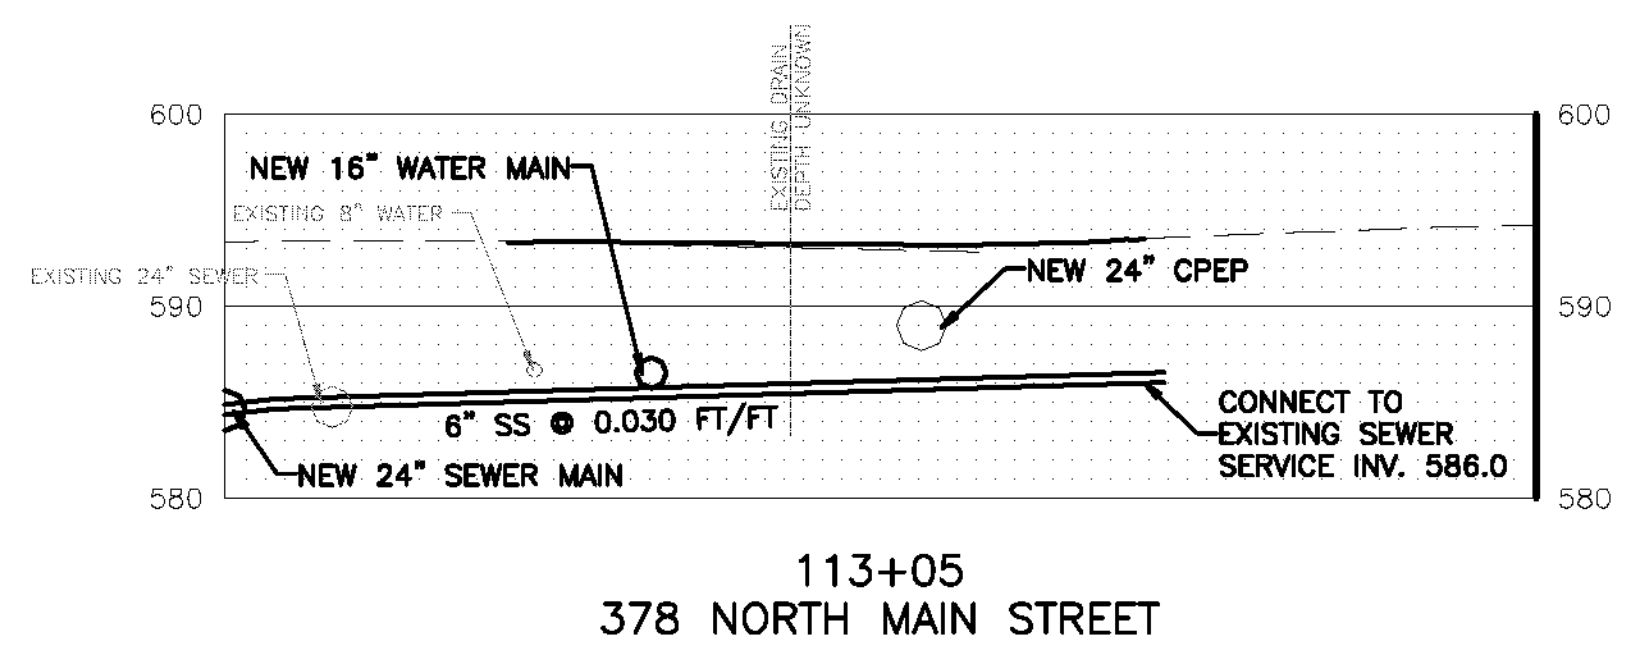 EXISTING DRAIN
DEPTH UNKNOWN
600
600
NEW 16" WATER MAIN
EXISTING 8" WATER
EXISTING 24" SEWER
NEW 24" CPEP
590
590
6" SS @ 0.030 FT/FT
CONNECT TO
EXISTING SEWER
SERVICE INV. 586.0
NEW 24" SEWER MAIN
580
580
113+05
378 NORTH MAIN STREET